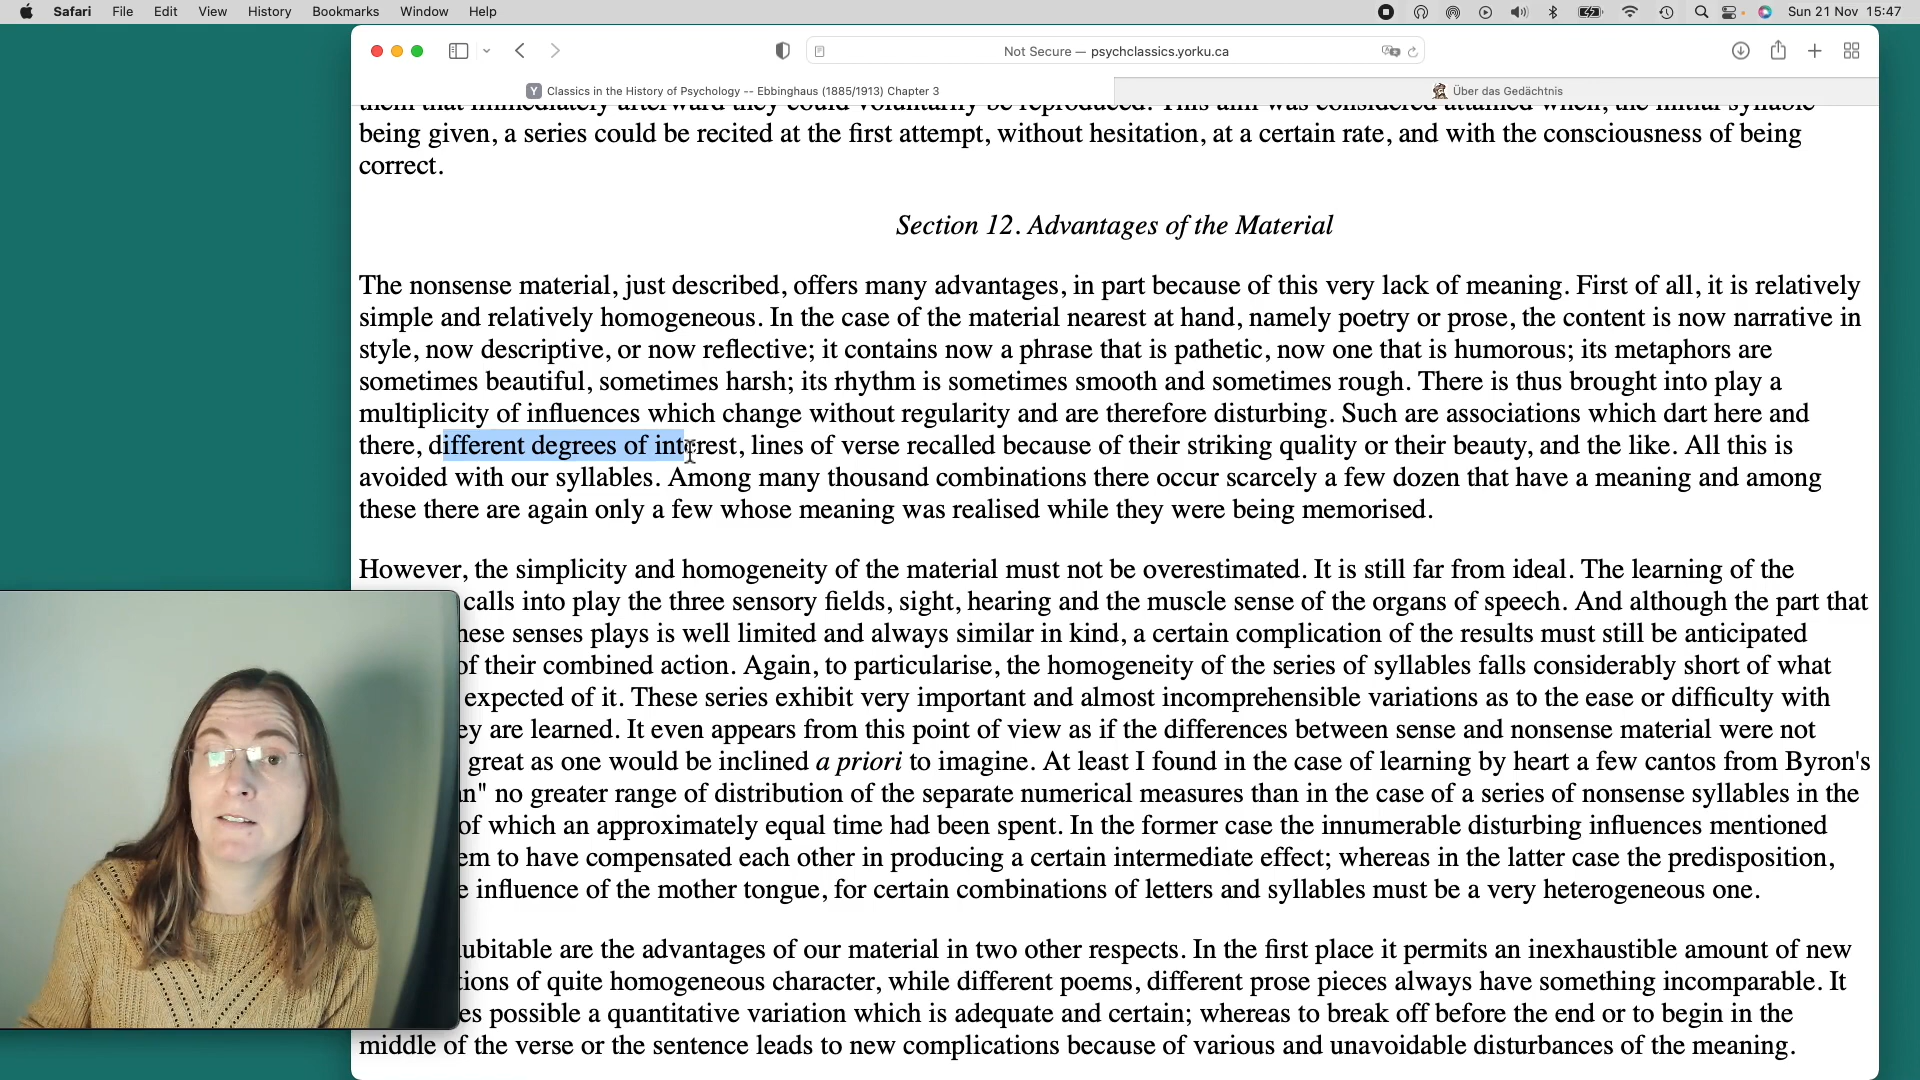 Safari File Edit View History Bookmarks Window Help Sun 21 Nov 15:47
Not Secure — psychclassics.yorku.ca
Y Classics in the History of Psychology -- Ebbinghaus (1885/1913) Chapter 3
Über das Gedächtnis
them that immediately afterward they could voluntarily be reproduced. This aim was considered attained when, the initial syllable
being given, a series could be recited at the first attempt, without hesitation, at a certain rate, and with the consciousness of being
correct.
Section 12. Advantages of the Material
The nonsense material, just described, offers many advantages, in part because of this very lack of meaning. First of all, it is relatively
simple and relatively homogeneous. In the case of the material nearest at hand, namely poetry or prose, the content is now narrative in
style, now descriptive, or now reflective; it contains now a phrase that is pathetic, now one that is humorous; its metaphors are
sometimes beautiful, sometimes harsh; its rhythm is sometimes smooth and sometimes rough. There is thus brought into play a
multiplicity of influences which change without regularity and are therefore disturbing. Such are associations which dart here and
there, different degrees of interest, lines of verse recalled because of their striking quality or their beauty, and the like. All this is
avoided with our syllables. Among many thousand combinations there occur scarcely a few dozen that have a meaning and among
these there are again only a few whose meaning was realised while they were being memorised.
However, the simplicity and homogeneity of the material must not be overestimated. It is still far from ideal. The learning of the
calls into play the three sensory fields, sight, hearing and the muscle sense of the organs of speech. And although the part that
hese senses plays is well limited and always similar in kind, a certain complication of the results must still be anticipated
of their combined action. Again, to particularise, the homogeneity of the series of syllables falls considerably short of what
expected of it. These series exhibit very important and almost incomprehensible variations as to the ease or difficulty with
ey are learned. It even appears from this point of view as if the differences between sense and nonsense material were not
great as one would be inclined a priori to imagine. At least I found in the case of learning by heart a few cantos from Byron's
n" no greater range of distribution of the separate numerical measures than in the case of a series of nonsense syllables in the
of which an approximately equal time had been spent. In the former case the innumerable disturbing influences mentioned
em to have compensated each other in producing a certain intermediate effect; whereas in the latter case the predisposition,
e influence of the mother tongue, for certain combinations of letters and syllables must be a very heterogeneous one.
ubitable are the advantages of our material in two other respects. In the first place it permits an inexhaustible amount of new
tions of quite homogeneous character, while different poems, different prose pieces always have something incomparable. It
es possible a quantitative variation which is adequate and certain; whereas to break off before the end or to begin in the
middle of the verse or the sentence leads to new complications because of various and unavoidable disturbances of the meaning.